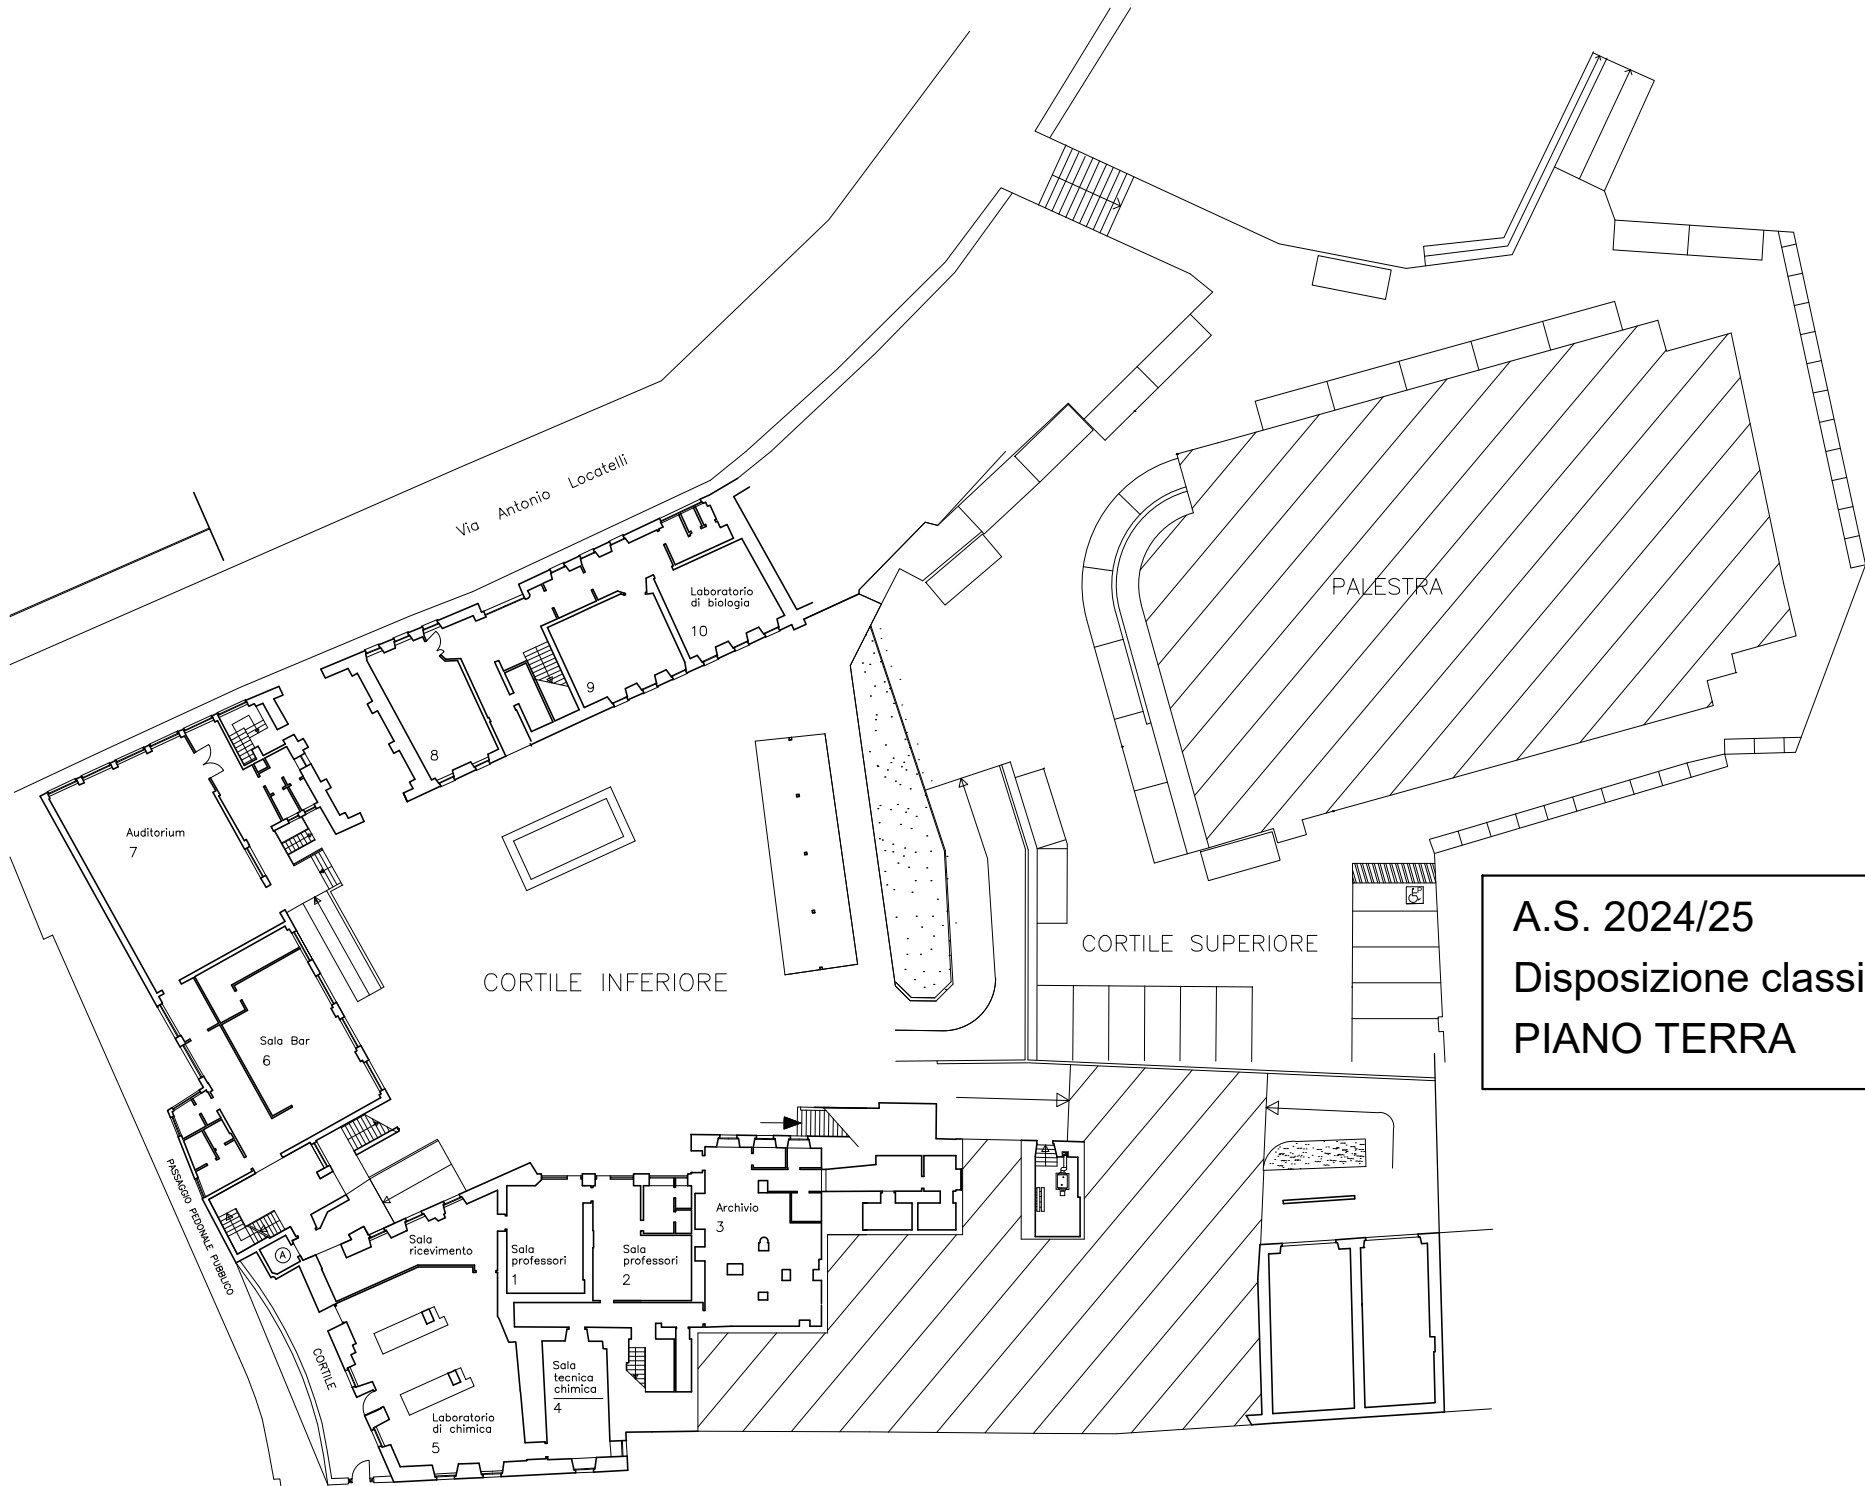 Via Antonio Locatelli
PALESTRA
Laboratorio
di biologia
10
9
8
Auditorium
7
CORTILE INFERIORE
CORTILE SUPERIORE
A.S. 2024/25
Disposizione classi
PIANO TERRA
Sala Bar
6
PASSAGGIO PEDONALE PUBBLICO
Archivio
3
Sala
ricevimento
Sala
professori
1
Sala
professori
2
A
CORTILE
Sala
tecnica
chimica
4
Laboratorio
di chimica
5